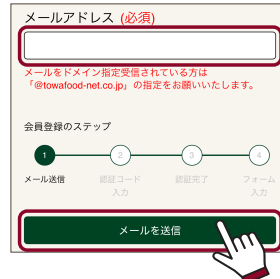 メールアドレス (必須)
メールをドメイン指定受信されている方は
「@towafood-net.co.jp」の指定をお願いいたします。
会員登録のステップ
1 2 3 4
メール送信 認証コード 認証完了 フォーム
入力 入力
メールを送信